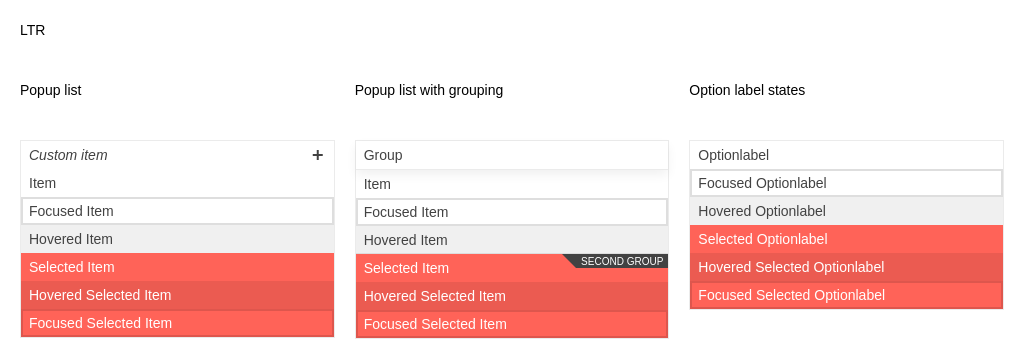 LTR
Popup list
Custom item +
Item
Focused Item
Hovered Item
Selected Item
Hovered Selected Item
Focused Selected Item
Popup list with grouping
Group
Item
Focused Item
Hovered Item
Selected Item
SECOND GROUP
Hovered Selected Item
Focused Selected Item
Option label states
Optionlabel
Focused Optionlabel
Hovered Optionlabel
Selected Optionlabel
Hovered Selected Optionlabel
Focused Selected Optionlabel